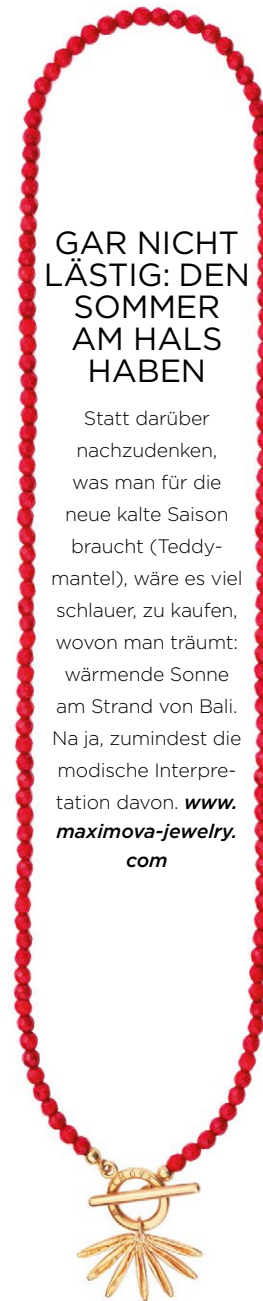 GAR NICHT
LÄSTIG: DEN
SOMMER
AM HALS
HABEN
Statt darüber
nachzudenken,
was man für die
neue kalte Saison
braucht (Teddy-
mantel), wäre es viel
schlauer, zu kaufen,
wovon man träumt:
wärmende Sonne
am Strand von Bali.
Na ja, zumindest die
modische Interpre-
tation davon. www.
maximova-jewelry.
com